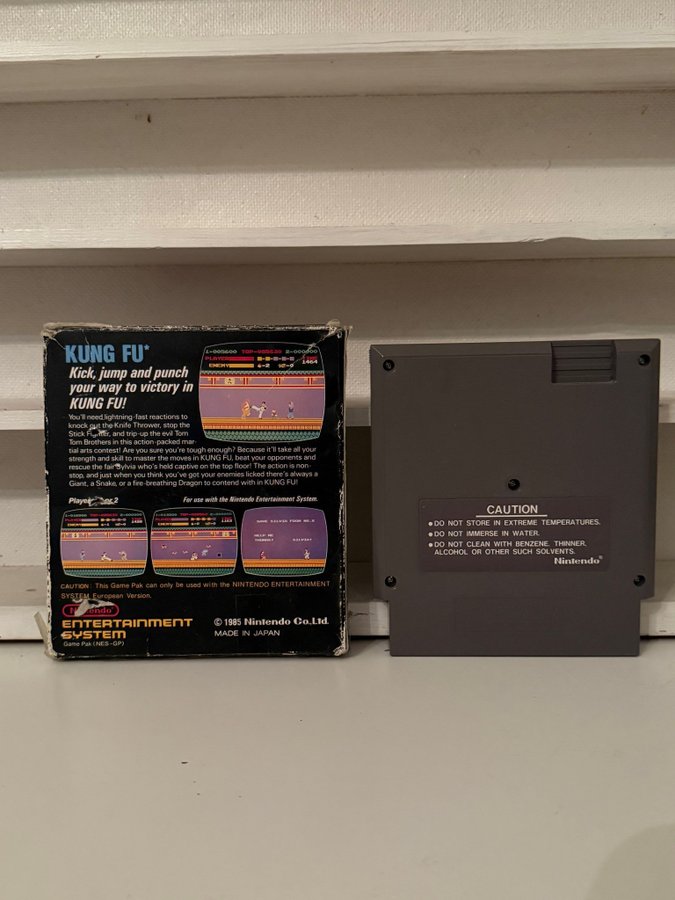 KUNG FU*
Kick, jump and punch
your way to victory in
KUNG FU!
You'll need lightning-fast reactions to
knock out the Knife Thrower, stop the
Stick Fighter, and trip-up the evil Tom
Tom Brothers in this action-packed mar-
tial arts contest! Are you sure you're tough enough? Because it'll take all your
strength and skill to master the moves in KUNG FU, beat your opponents and
rescue the fair Sylvia who's held captive on the top floor! The action is non-
stop, and just when you think you've got your enemies licked there's always a
Giant, a Snake, or a fire-breathing Dragon to contend with in KUNG FU!
2
For use with the Nintendo Entertainment System.
PLAYER
ENEMY
HELP ME
THOMAS!
SILVIA
CAUTION: This Game Pak can only be used with the NINTENDO ENTERTAINMENT
SYSTEM European Version.
Nintendo
ENTERTAINMENT
SYSTEM
Game Pak (NES-GP)
© 1985 Nintendo Co., Ltd.
MADE IN JAPAN
CAUTION
● DO NOT STORE IN EXTREME TEMPERATURES.
● DO NOT IMMERSE IN WATER.
● DO NOT CLEAN WITH BENZENE, THINNER,
ALCOHOL OR OTHER SUCH SOLVENTS.
Nintendo®